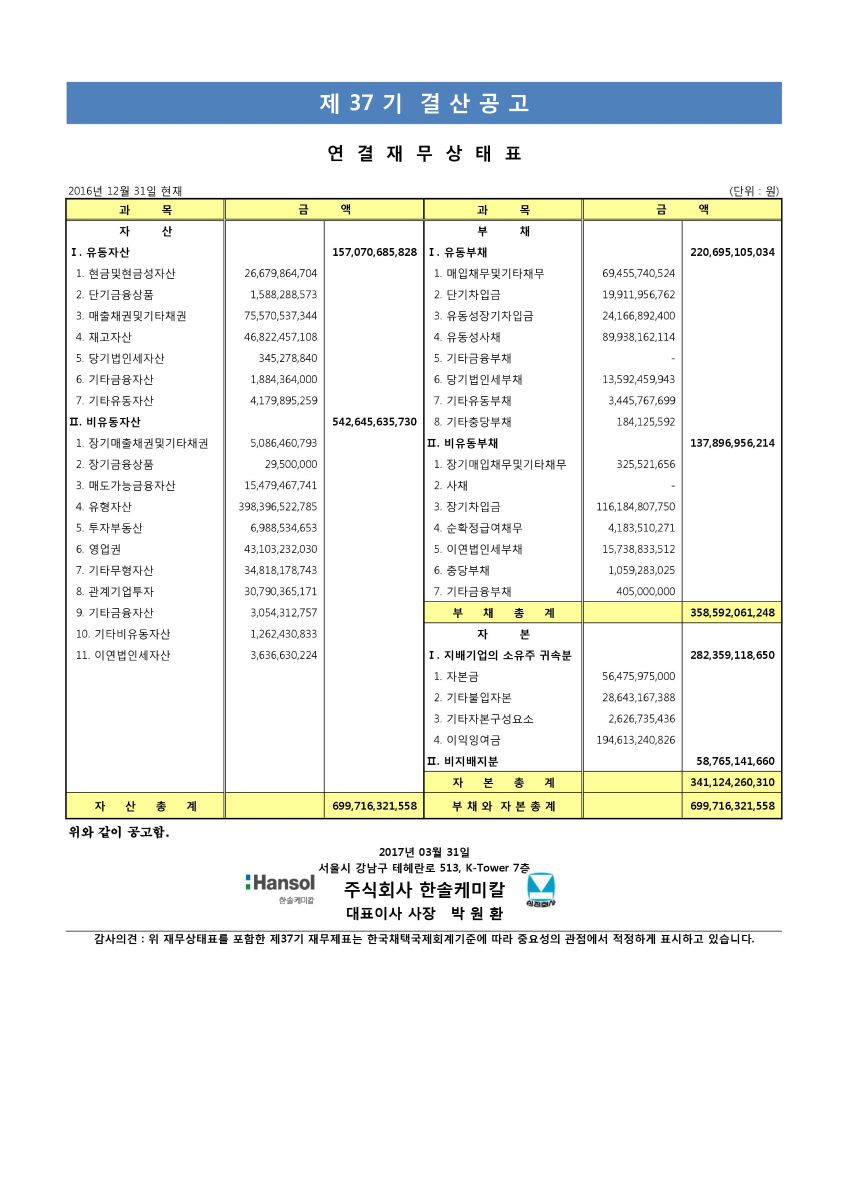 제 37 기 결 산 공 고
연 결 재 무 상 태 표
2016년 12월 31일 현재 (단위 : 원)
과 목 금 액 과 목 금 액
자 산 부 채
Ⅰ. 유동자산 157,070,685,828 Ⅰ. 유동부채 220,695,105,034
1. 현금및현금성자산 26,679,864,704 1. 매입채무및기타채무 69,455,740,524
2. 단기금융상품 1,588,288,573 2. 단기차입금 19,911,956,762
3. 매출채권및기타채권 75,570,537,344 3. 유동성장기차입금 24,166,892,400
4. 재고자산 46,822,457,108 4. 유동성사채 89,938,162,114
5. 당기법인세자산 345,278,840 5. 기타금융부채 -
6. 기타금융자산 1,884,364,000 6. 당기법인세부채 13,592,459,943
7. 기타유동자산 4,179,895,259 7. 기타유동부채 3,445,767,699
Ⅱ. 비유동자산 542,645,635,730 8. 기타충당부채 184,125,592
1. 장기매출채권및기타채권 5,086,460,793 Ⅱ. 비유동부채 137,896,956,214
2. 장기금융상품 29,500,000 1. 장기매입채무및기타채무 325,521,656
3. 매도가능금융자산 15,479,467,741 2. 사채 -
4. 유형자산 398,396,522,785 3. 장기차입금 116,184,807,750
5. 투자부동산 6,988,534,653 4. 순확정급여채무 4,183,510,271
6. 영업권 43,103,232,030 5. 이연법인세부채 15,738,833,512
7. 기타무형자산 34,818,178,743 6. 충당부채 1,059,283,025
8. 관계기업투자 30,790,365,171 7. 기타금융부채 405,000,000
9. 기타금융자산 3,054,312,757 부 채 총 계 358,592,061,248
10. 기타비유동자산 1,262,430,833 자 본
11. 이연법인세자산 3,636,630,224 Ⅰ. 지배기업의 소유주 귀속분 282,359,118,650
1. 자본금 56,475,975,000
2. 기타불입자본 28,643,167,388
3. 기타자본구성요소 2,626,735,436
4. 이익잉여금 194,613,240,826
Ⅱ. 비지배지분 58,765,141,660
자 본 총 계 341,124,260,310
자 산 총 계 699,716,321,558 부 채 와 자 본 총 계 699,716,321,558
위와 같이 공고함.
2017년 03월 31일
서울시 강남구 테헤란로 513, K-Tower 7층
Hansol 주식회사 한솔케미칼
한솔케미칼
대표이사 사장 박 원 환
감사의견 : 위 재무상태표를 포함한 제37기 재무제표는 한국채택국제회계기준에 따라 중요성의 관점에서 적정하게 표시하고 있습니다.